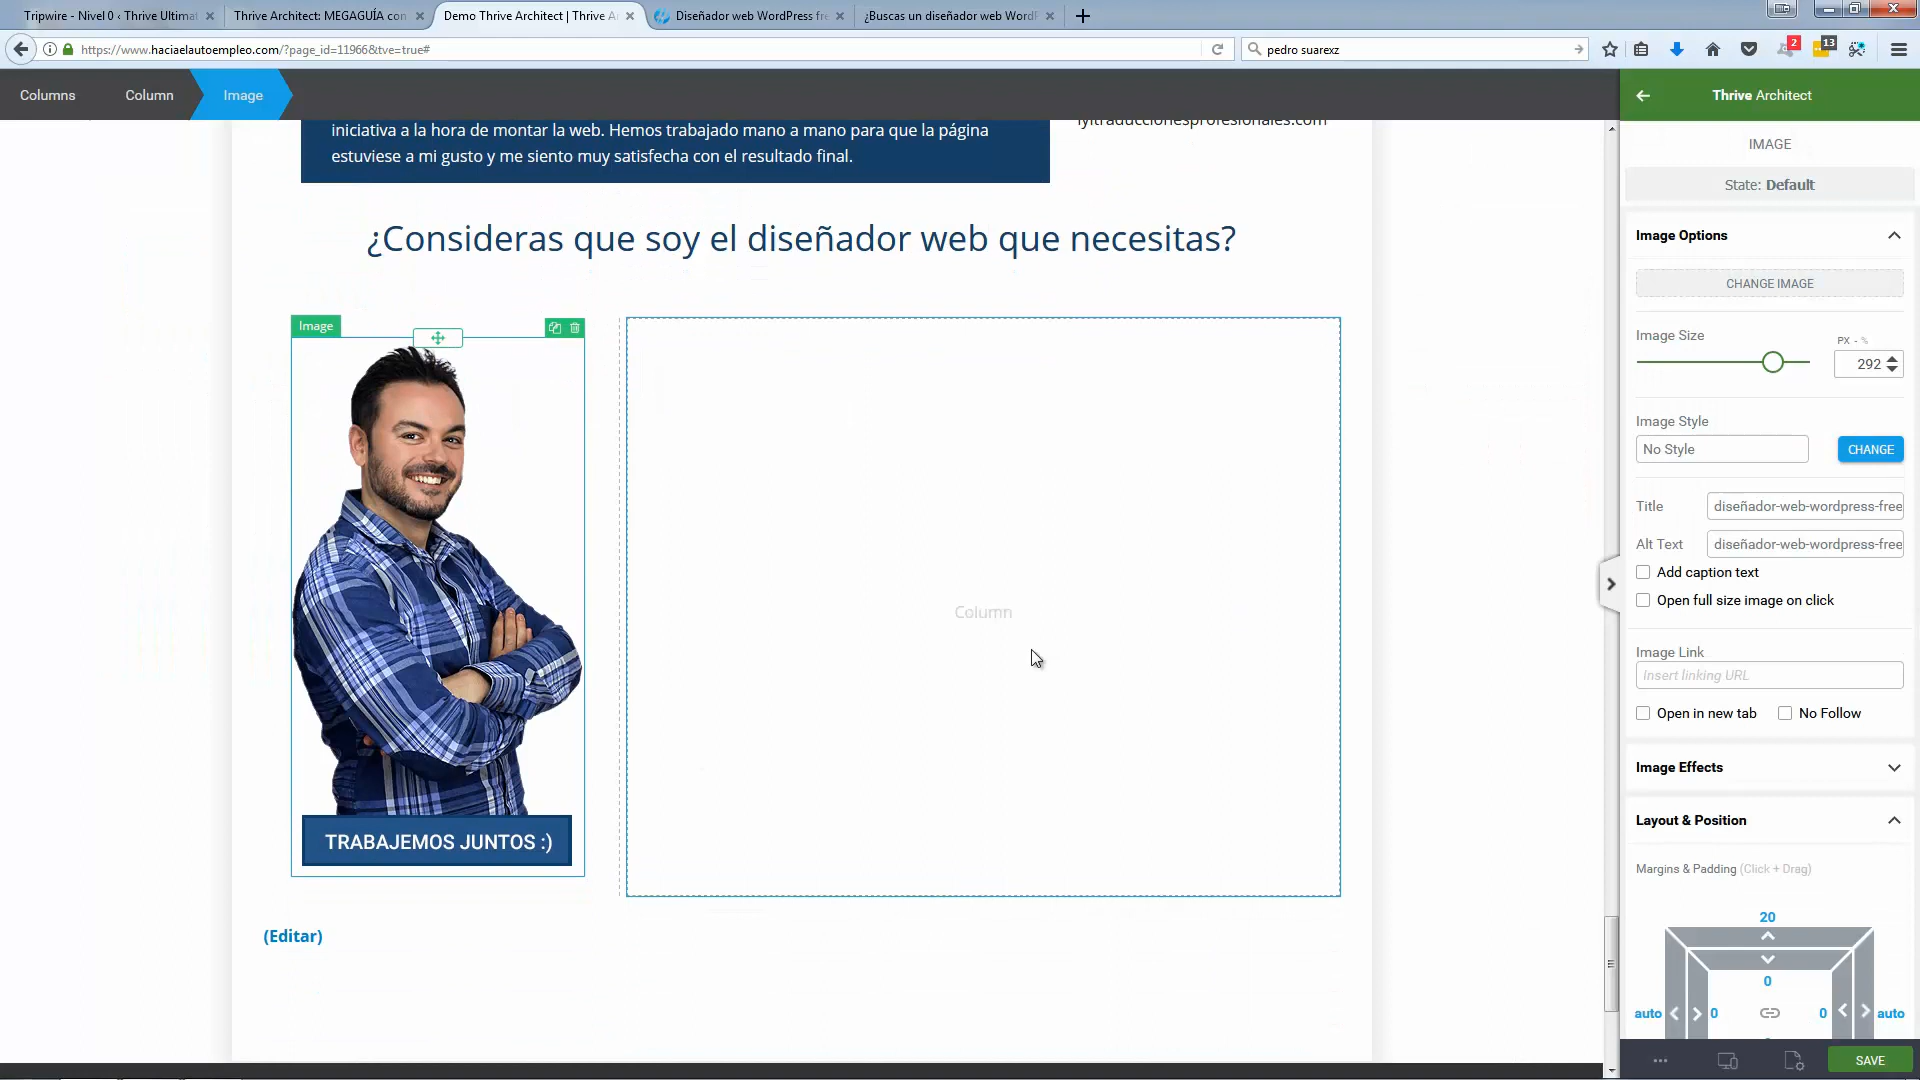 Tripwire - Nivel 0 ‹ Thrive Ultimat
Thrive Architect: MEGAGUÍA con
Demo Thrive Architect | Thrive A
Diseñador web WordPress fre
¿Buscas un diseñador web WordP
https://www.haciaelautoempleo.com/?page_id=11966&tve=true#
pedro suarexz
2
13
Columns
Column
Image
Thrive Architect
iniciativa a la hora de montar la web. Hemos trabajado mano a mano para que la página
estuviese a mi gusto y me siento muy satisfecha con el resultado final.
lyltraduccionesprofesionales.com
¿Consideras que soy el diseñador web que necesitas?
Image
Column
TRABAJEMOS JUNTOS :)
(Editar)
IMAGE
State: Default
Image Options
CHANGE IMAGE
Image Size
PX - %
292
Image Style
No Style
CHANGE
Title
diseñador-web-wordpress-free
Alt Text
diseñador-web-wordpress-free
Add caption text
Open full size image on click
Image Link
Insert linking URL
Open in new tab
No Follow
Image Effects
Layout & Position
Margins & Padding (Click + Drag)
20
0
auto
0
0
auto
SAVE